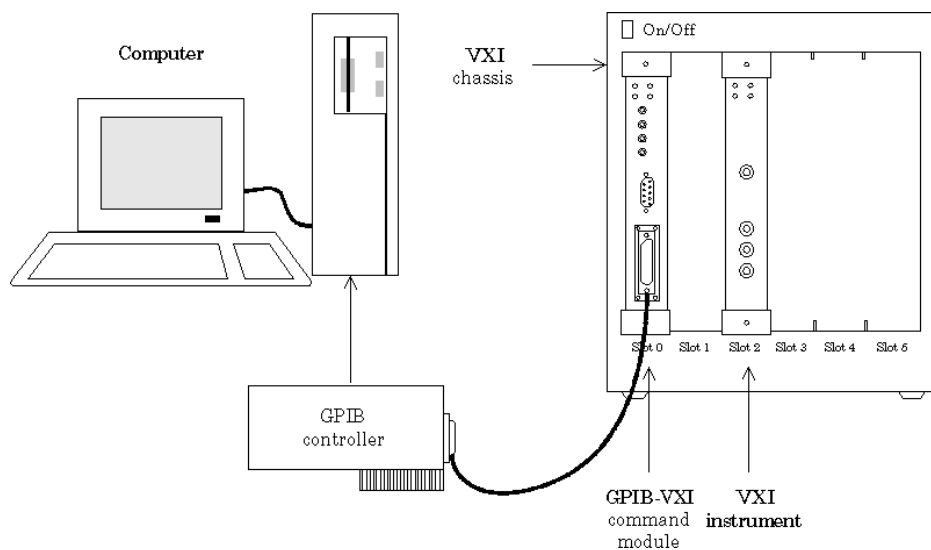 Computer
VXI
chassis
On/Off
Slot 0 Slot 1 Slot 2 Slot 3 Slot 4 Slot 5
GPIB
controller
GPIB-VXI
command
module
VXI
instrument